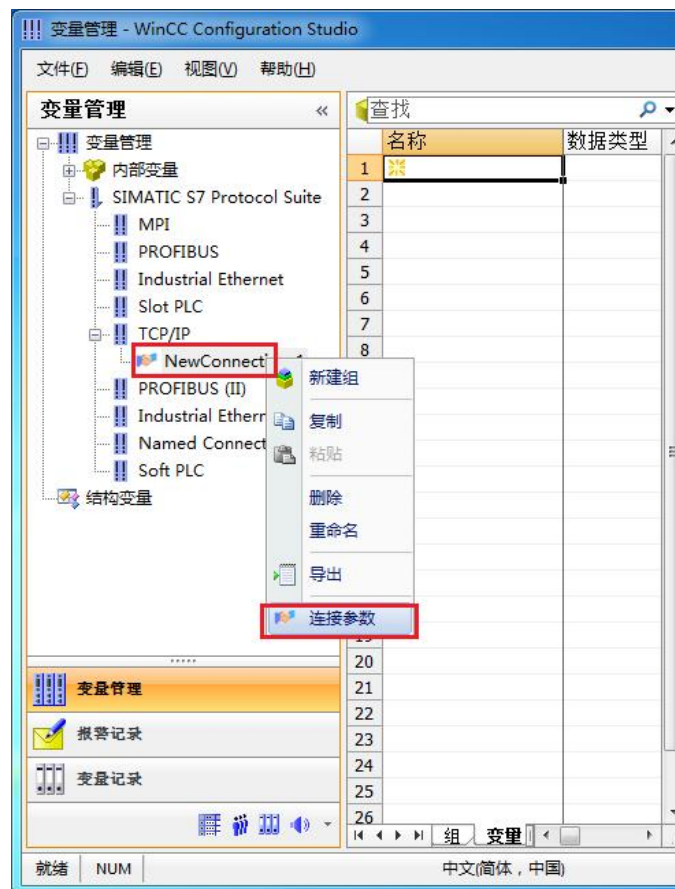 变量管理 - WinCC Configuration Studio
文件(F) 编辑(E) 视图(V) 帮助(H)
变量管理 «
查找
名称 数据类型
变量管理
内部变量
SIMATIC S7 Protocol Suite
MPI
PROFIBUS
Industrial Ethernet
Slot PLC
TCP/IP
NewConnecti
PROFIBUS (II)
Industrial Ethern
Named Connect
Soft PLC
结构变量
新建组
复制
粘贴
删除
重命名
导出
连接参数
1
2
3
4
5
6
7
8
19
20
21
22
23
24
25
26
变量管理
报警记录
变量记录
组 变量
就绪 NUM 中文(简体，中国)